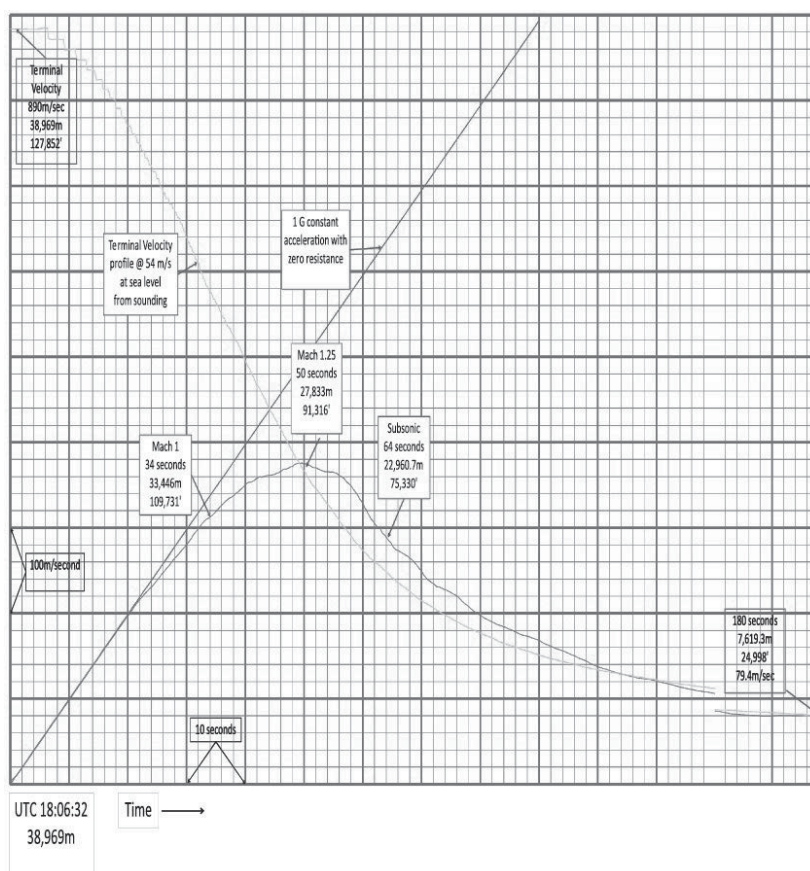 Terminal
Velocity
890m/sec
38,969m
127,852'
Terminal Velocity
profile @ 54 m/s
at sea level
from sounding
1 G constant
acceleration with
zero resistance
Mach 1.25
50 seconds
27,833m
91,316'
Mach 1
34 seconds
33,446m
109,731'
Subsonic
64 seconds
22,960.7m
75,330'
100m/second
180 seconds
7,619.3m
24,998'
79.4m/sec
10 seconds
UTC 18:06:32
38,969m
Time